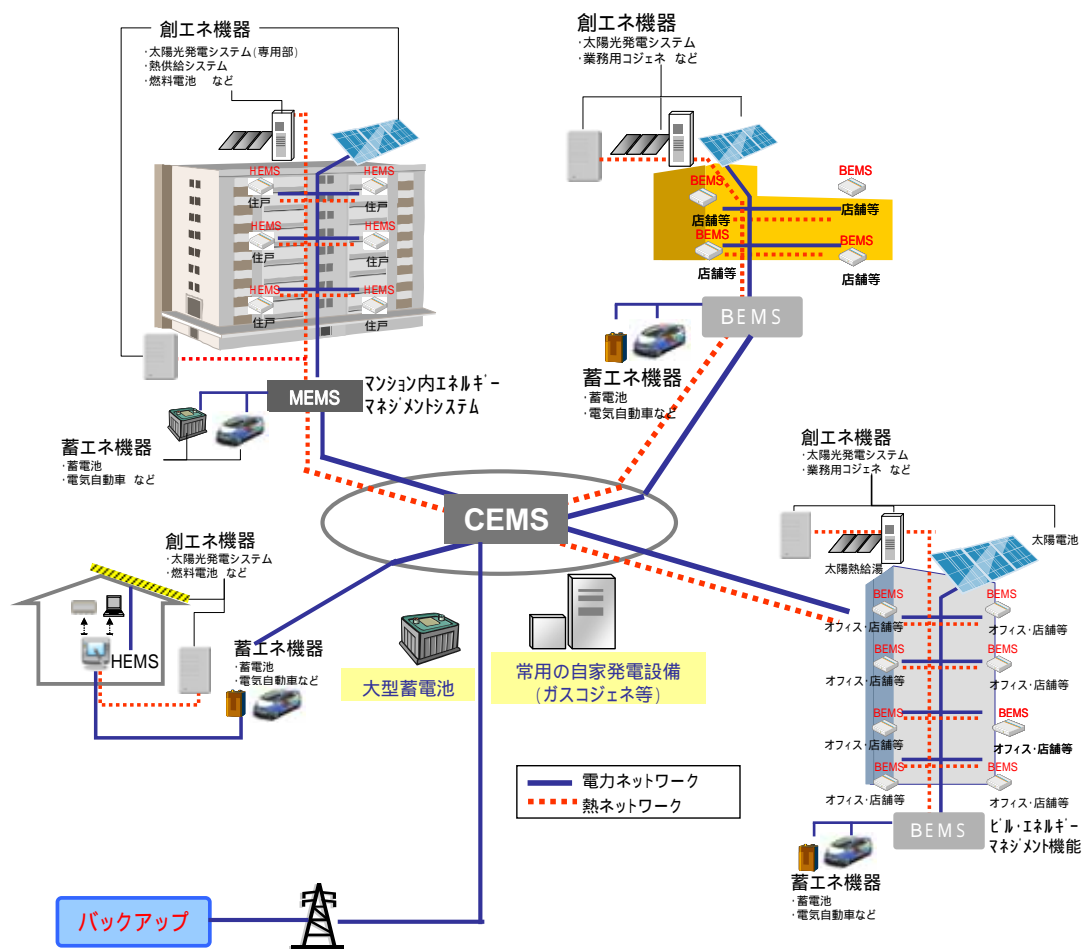 創エネ機器
・太陽光発電システム(専用部)
・熱供給システム
・燃料電池 など
HEMS
HEMS
住戸
住戸
HEMS
HEMS
住戸
住戸
HEMS
HEMS
住戸
住戸
MEMS
マンション内エネルギー
マネジメントシステム
蓄エネ機器
・蓄電池
・電気自動車 など
創エネ機器
・太陽光発電システム
・業務用コジェネ など
BEMS
BEMS
店舗等
店舗等
BEMS
BEMS
店舗等
店舗等
BEMS
蓄エネ機器
・蓄電池
・電気自動車など
CEMS
創エネ機器
・太陽光発電システム
・燃料電池 など
HEMS
蓄エネ機器
・蓄電池
・電気自動車など
大型蓄電池
常用の自家発電設備
(ガスコジェネ等)
創エネ機器
・太陽光発電システム
・業務用コジェネ など
太陽電池
太陽熱給湯
BEMS
BEMS
オフィス・店舗等
オフィス・店舗等
BEMS
BEMS
オフィス・店舗等
オフィス・店舗等
BEMS
BEMS
オフィス・店舗等
オフィス・店舗等
BEMS
BEMS
オフィス・店舗等
オフィス・店舗等
BEMS
ビル・エネルギー
マネジメント機能
蓄エネ機器
・蓄電池
・電気自動車など
電力ネットワーク
熱ネットワーク
バックアップ